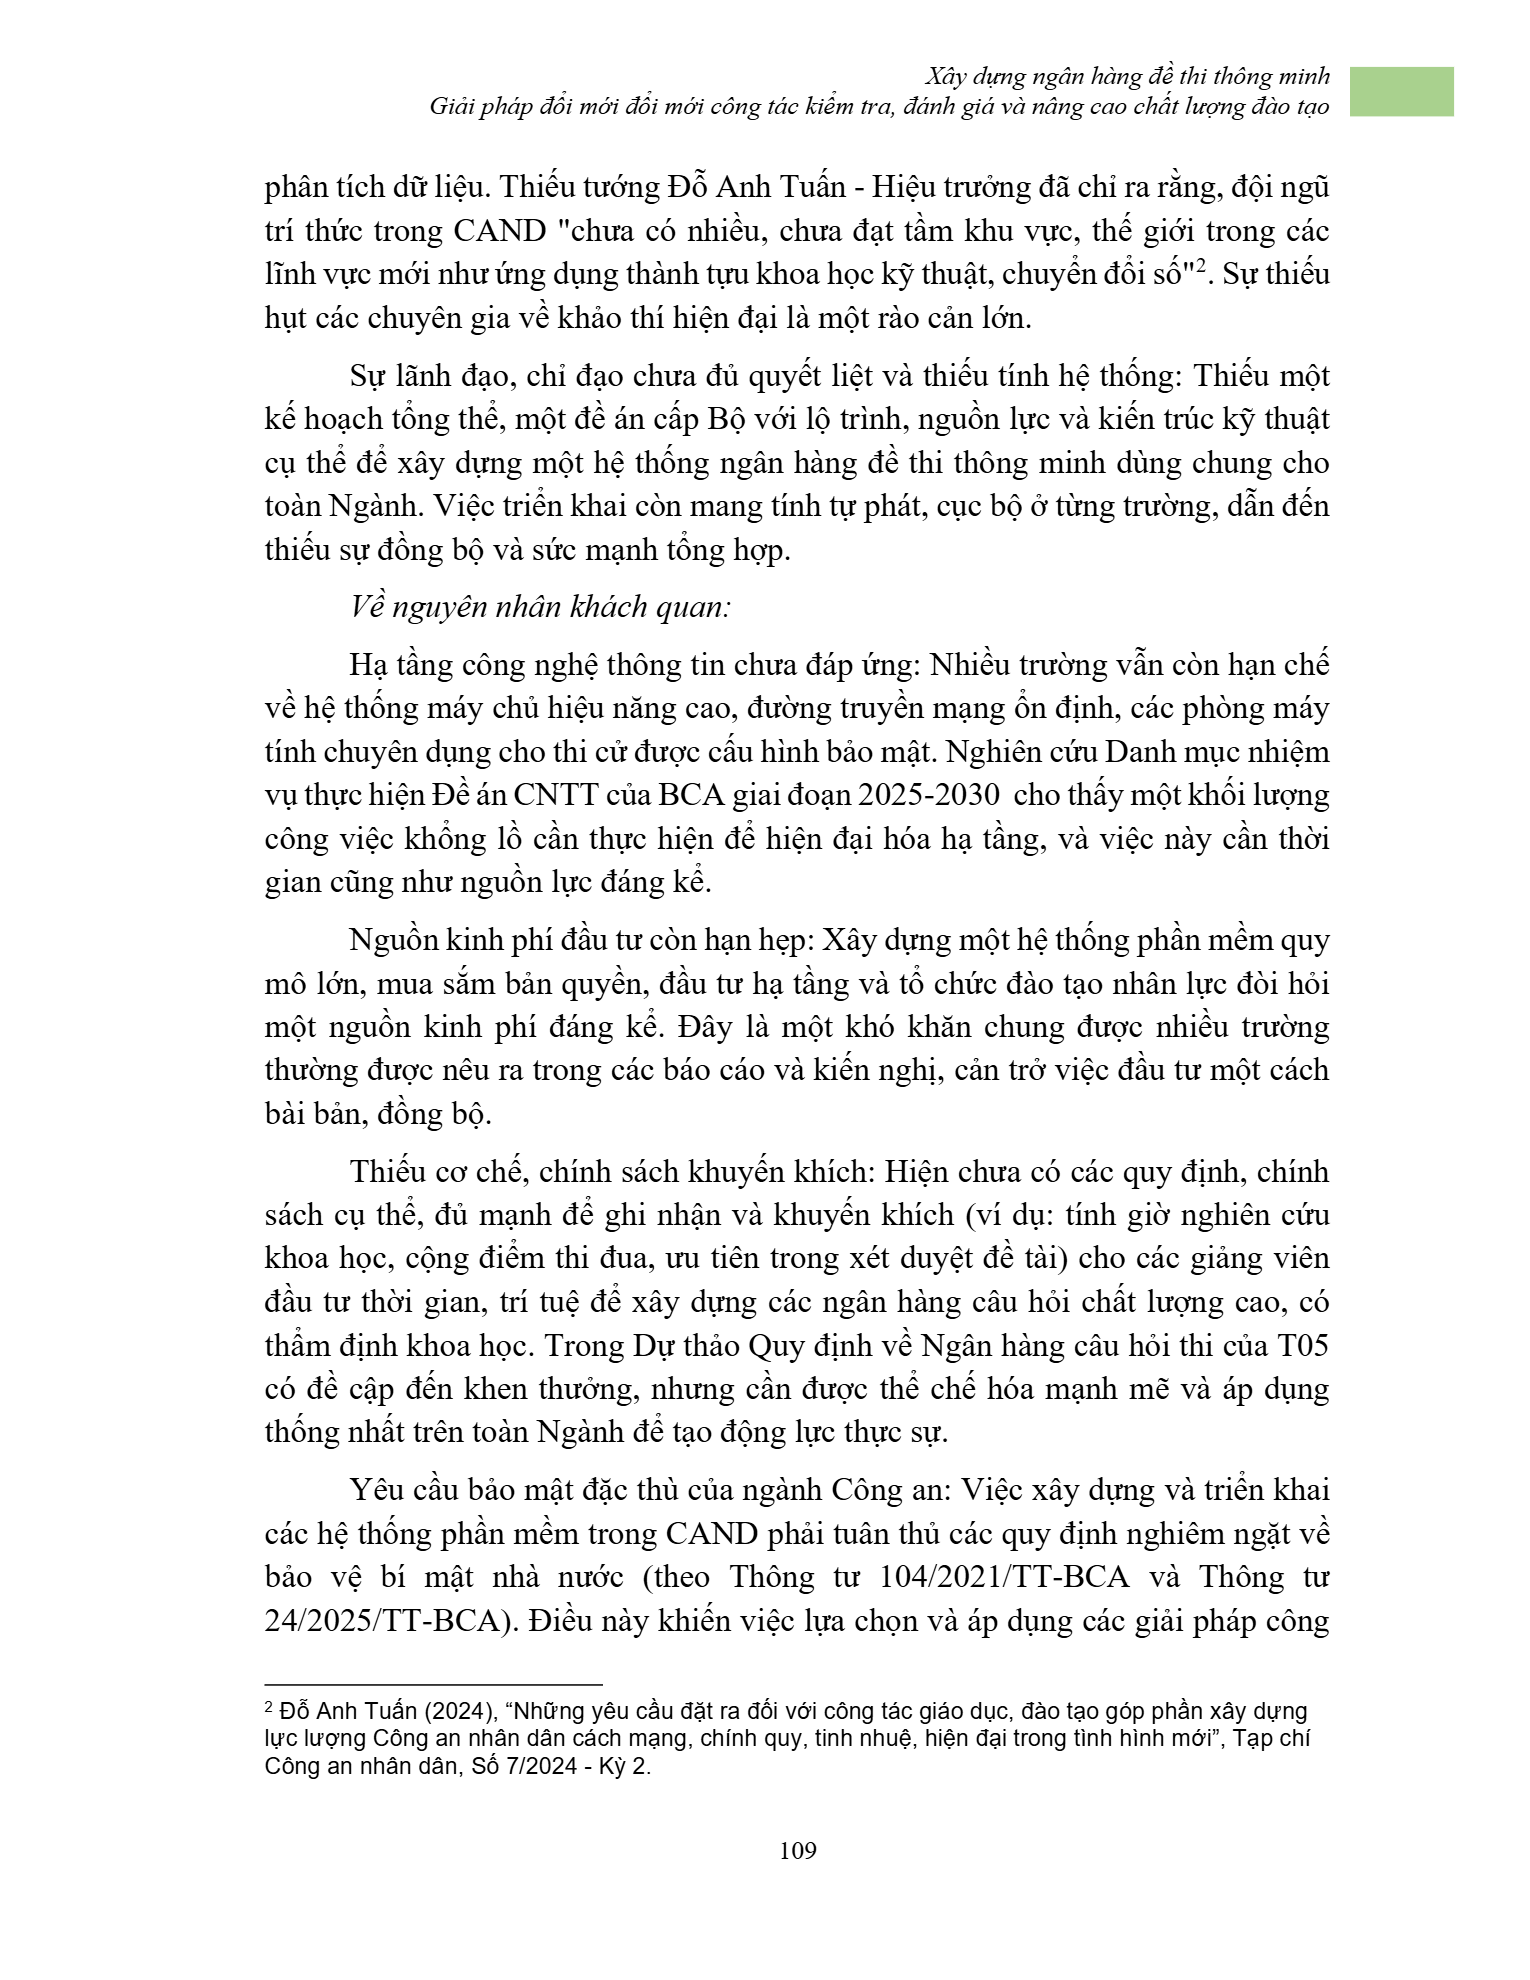 Xây dựng ngân hàng đề thi thông minh
Giải pháp đổi mới đổi mới công tác kiểm tra, đánh giá và nâng cao chất lượng đào tạo
phân tích dữ liệu. Thiếu tướng Đỗ Anh Tuấn - Hiệu trưởng đã chỉ ra rằng, đội ngũ
trí thức trong CAND "chưa có nhiều, chưa đạt tầm khu vực, thế giới trong các
lĩnh vực mới như ứng dụng thành tựu khoa học kỹ thuật, chuyển đổi số"2. Sự thiếu
hụt các chuyên gia về khảo thí hiện đại là một rào cản lớn.
Sự lãnh đạo, chỉ đạo chưa đủ quyết liệt và thiếu tính hệ thống: Thiếu một
kế hoạch tổng thể, một đề án cấp Bộ với lộ trình, nguồn lực và kiến trúc kỹ thuật
cụ thể để xây dựng một hệ thống ngân hàng đề thi thông minh dùng chung cho
toàn Ngành. Việc triển khai còn mang tính tự phát, cục bộ ở từng trường, dẫn đến
thiếu sự đồng bộ và sức mạnh tổng hợp.
Về nguyên nhân khách quan:
Hạ tầng công nghệ thông tin chưa đáp ứng: Nhiều trường vẫn còn hạn chế
về hệ thống máy chủ hiệu năng cao, đường truyền mạng ổn định, các phòng máy
tính chuyên dụng cho thi cử được cấu hình bảo mật. Nghiên cứu Danh mục nhiệm
vụ thực hiện Đề án CNTT của BCA giai đoạn 2025-2030 cho thấy một khối lượng
công việc khổng lồ cần thực hiện để hiện đại hóa hạ tầng, và việc này cần thời
gian cũng như nguồn lực đáng kể.
Nguồn kinh phí đầu tư còn hạn hẹp: Xây dựng một hệ thống phần mềm quy
mô lớn, mua sắm bản quyền, đầu tư hạ tầng và tổ chức đào tạo nhân lực đòi hỏi
một nguồn kinh phí đáng kể. Đây là một khó khăn chung được nhiều trường
thường được nêu ra trong các báo cáo và kiến nghị, cản trở việc đầu tư một cách
bài bản, đồng bộ.
Thiếu cơ chế, chính sách khuyến khích: Hiện chưa có các quy định, chính
sách cụ thể, đủ mạnh để ghi nhận và khuyến khích (ví dụ: tính giờ nghiên cứu
khoa học, cộng điểm thi đua, ưu tiên trong xét duyệt đề tài) cho các giảng viên
đầu tư thời gian, trí tuệ để xây dựng các ngân hàng câu hỏi chất lượng cao, có
thẩm định khoa học. Trong Dự thảo Quy định về Ngân hàng câu hỏi thi của T05
có đề cập đến khen thưởng, nhưng cần được thể chế hóa mạnh mẽ và áp dụng
thống nhất trên toàn Ngành để tạo động lực thực sự.
Yêu cầu bảo mật đặc thù của ngành Công an: Việc xây dựng và triển khai
các hệ thống phần mềm trong CAND phải tuân thủ các quy định nghiêm ngặt về
bảo vệ bí mật nhà nước (theo Thông tư 104/2021/TT-BCA và Thông tư
24/2025/TT-BCA). Điều này khiến việc lựa chọn và áp dụng các giải pháp công
2 Đỗ Anh Tuấn (2024), “Những yêu cầu đặt ra đối với công tác giáo dục, đào tạo góp phần xây dựng
lực lượng Công an nhân dân cách mạng, chính quy, tinh nhuệ, hiện đại trong tình hình mới”, Tạp chí
Công an nhân dân, Số 7/2024 - Kỳ 2.
109